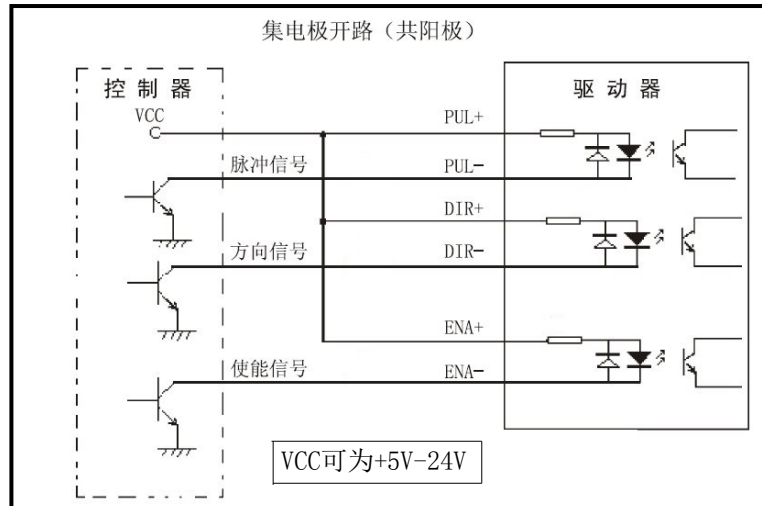 集电极开路（共阳极）
控制器
驱动器
VCC
PUL+
脉冲信号
PUL-
DIR+
方向信号
DIR-
ENA+
使能信号
ENA-
VCC可为+5V-24V